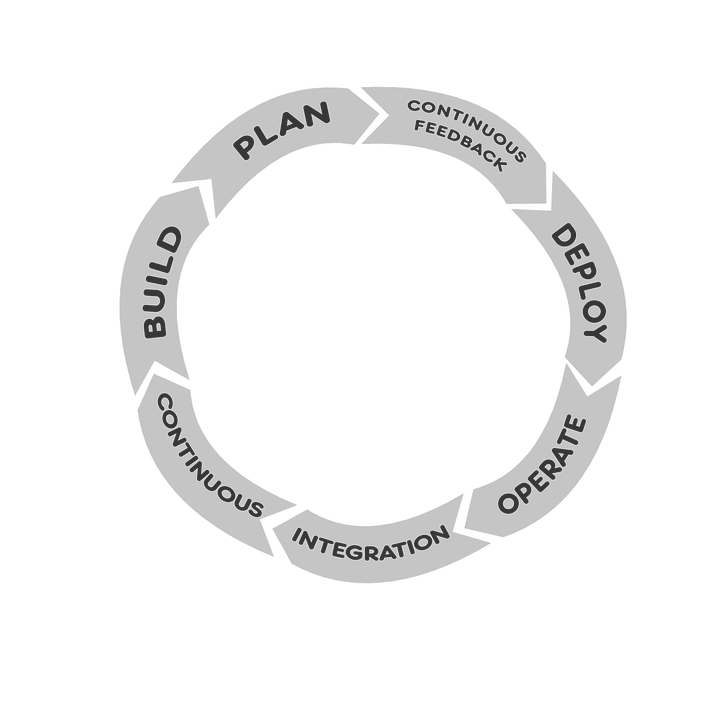 PLAN
CONTINUOUS
FEEDBACK
DEPLOY
OPERATE
INTEGRATION
CONTINUOUS
BUILD